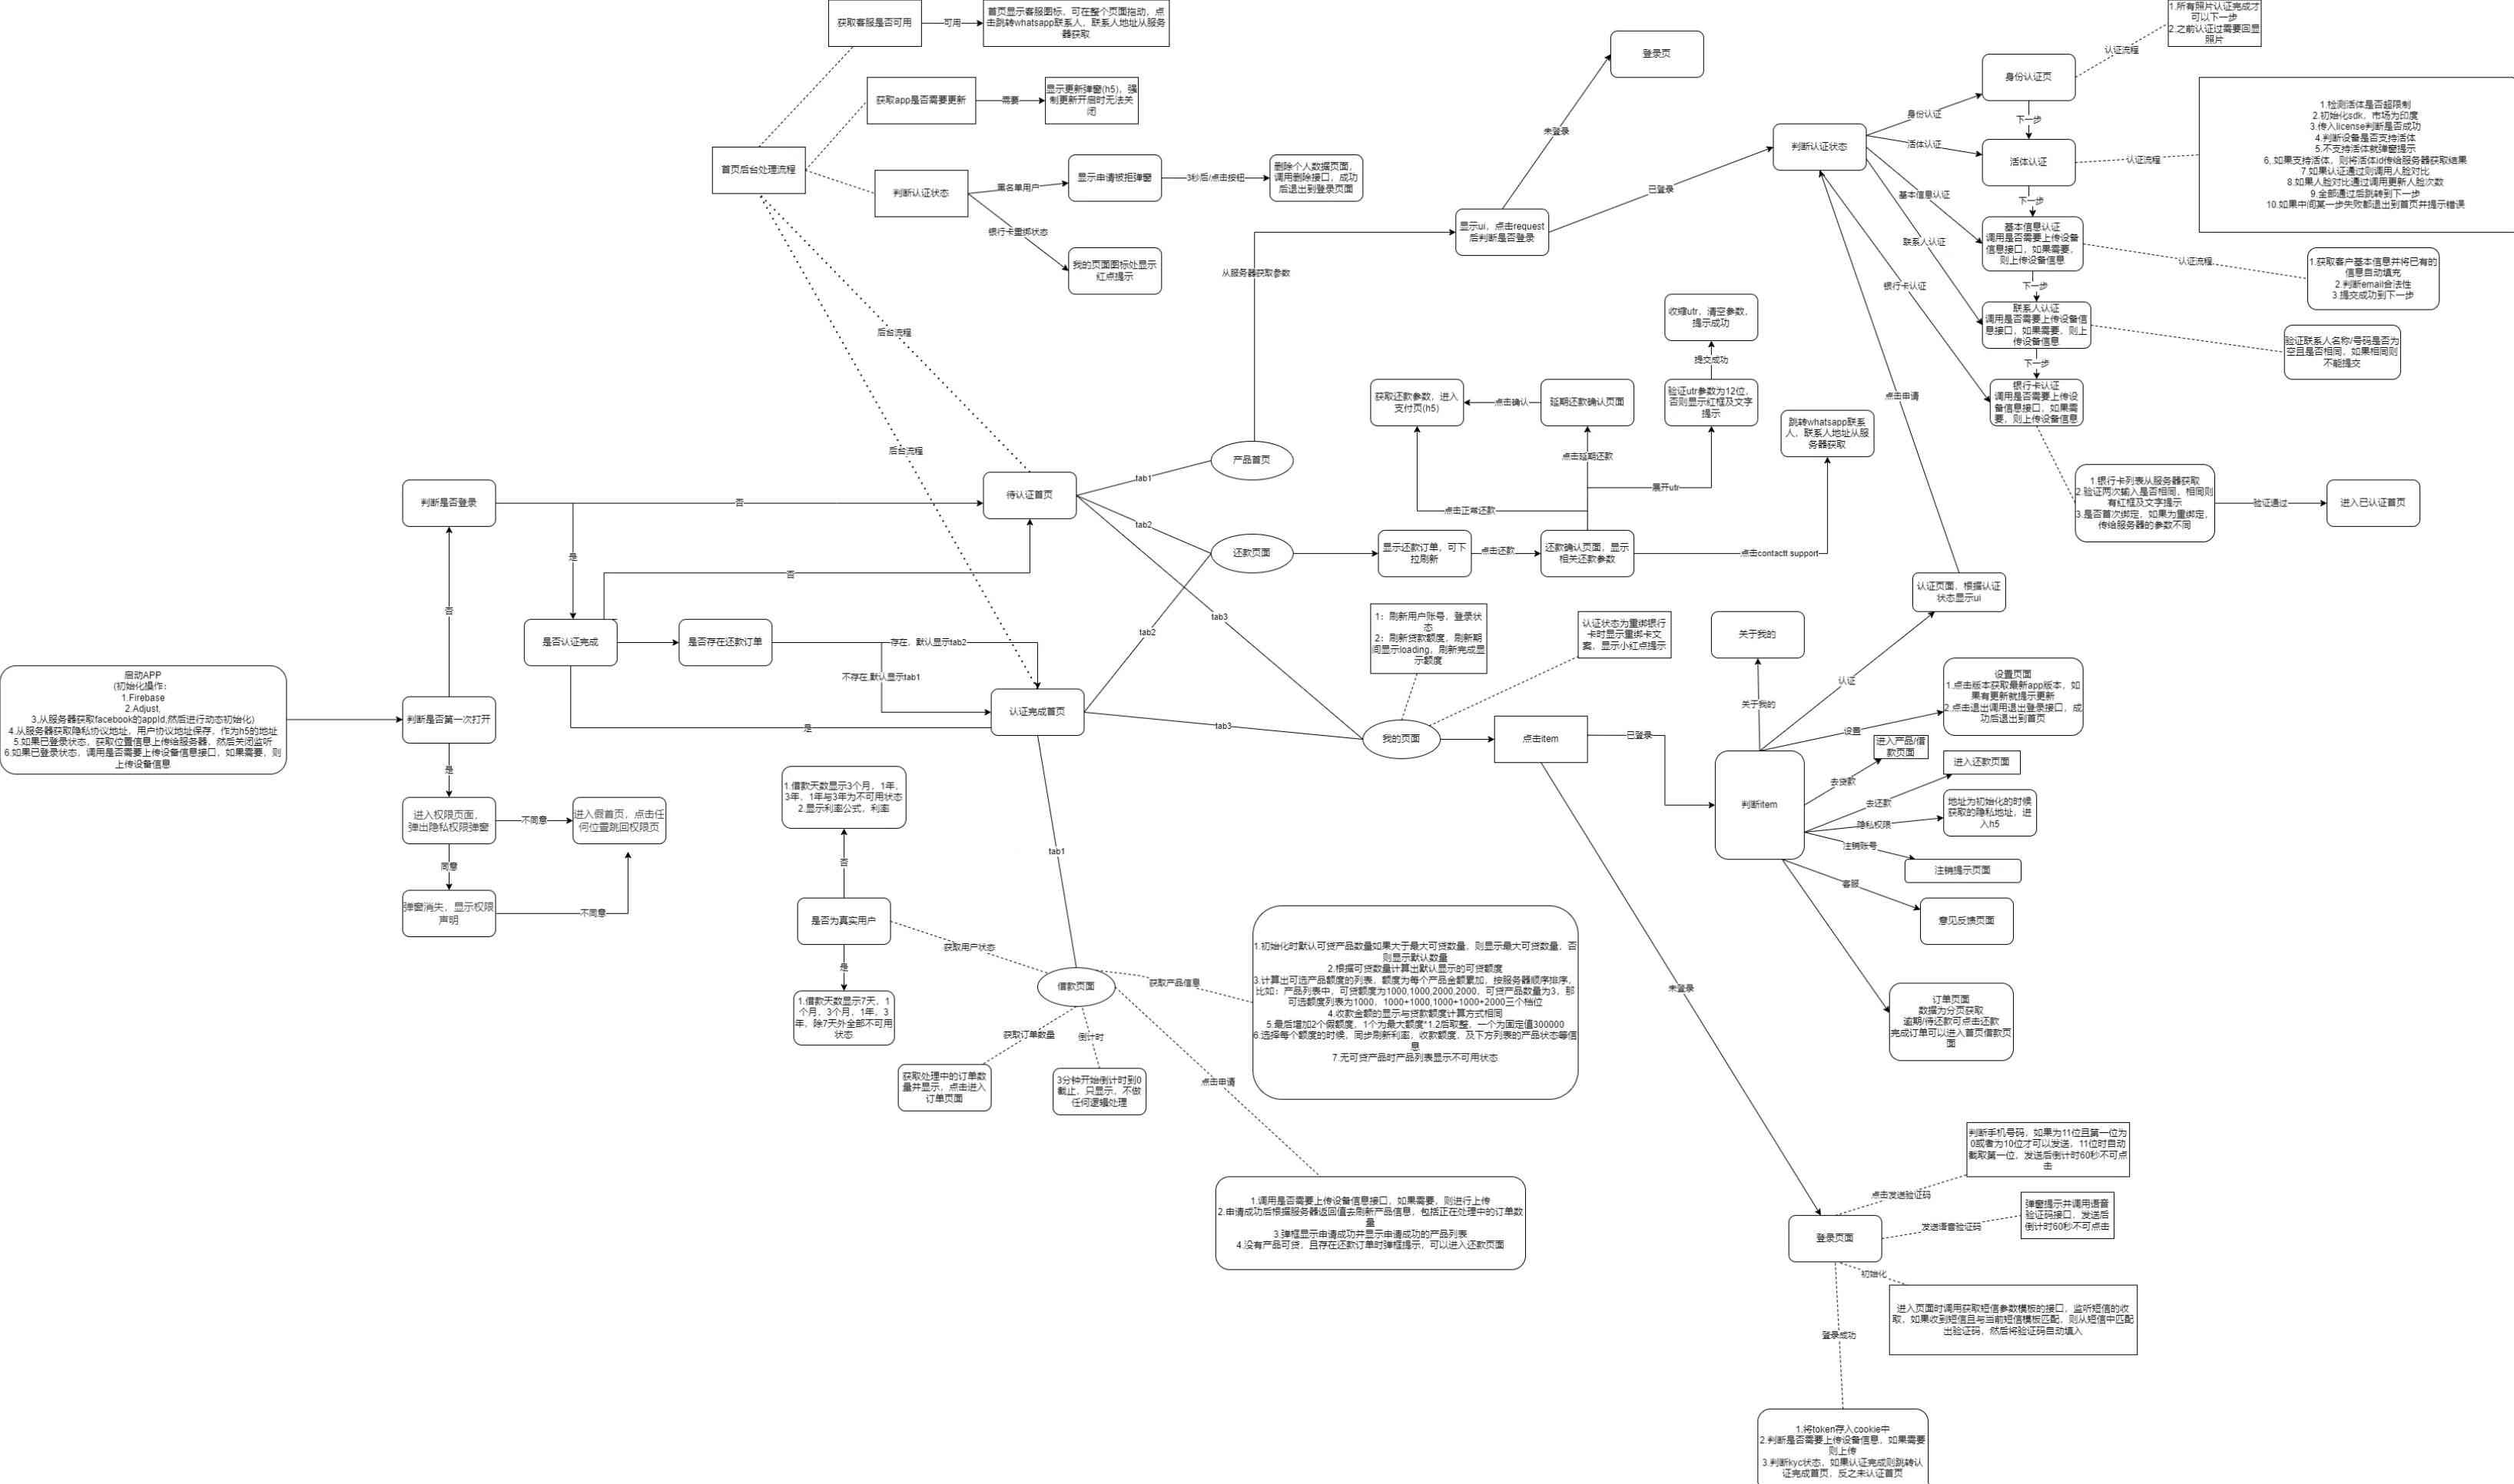 获取客服是否可用
可用
首页显示客服图标，可在整个页面拖动，点
击跳转whatsapp联系人，联系人地址从服务
器获取
获取app是否需要更新
需要
显示更新弹窗(h5)，强
制更新开启时无法关
闭
首页后台处理流程
判断认证状态
黑名单用户
显示申请被拒弹窗
3秒后/点击按钮
删除个人数据页面，
调用删除接口，成功
后退出到登录页面
银行卡重绑状态
我的页面图标处显示
红点提示
后台流程
后台流程
登录页
未登录
显示ui，点击request
后判断是否登录
已登录
从服务器获取参数
判断认证状态
身份认证
活体认证
基本信息认证
联系人认证
银行卡认证
点击申请
身份认证页
认证流程
1.所有照片认证完成才
可以下一步
2.之前认证过需要回显
照片
下一步
活体认证
认证流程
1.检测活体是否超限制
2.初始化sdk，市场为印度
3.传入license判断是否成功
4.判断设备是否支持活体
5.不支持活体就弹窗提示
6,.如果支持活体，则将活体id传给服务器获取结果
7.如果认证通过则调用人脸对比
8.如果人脸对比通过调用更新人脸次数
9.全部通过后跳转到下一步
10.如果中间某一步失败都退出到首页并提示错误
下一步
基本信息认证
调用是否需要上传设备
信息接口，如果需要，
则上传设备信息
认证流程
1.获取客户基本信息并将已有的
信息自动填充
2.判断email合法性
3.提交成功到下一步
下一步
联系人认证
调用是否需要上传设备信
息接口，如果需要，则上
传设备信息
验证联系人名称/号码是否为
空且是否相同，如果相同则
不能提交
下一步
银行卡认证
调用是否需要上传设
备信息接口，如果需
要，则上传设备信息
1.银行卡列表从服务器获取
2.验证两次输入是否相同，相同则
有红框及文字提示
3.是否首次绑定，如果为重绑定，
传给服务器的参数不同
验证通过
进入已认证首页
收缩utr，清空参数，
提示成功
提交成功
获取还款参数，进入
支付页(h5)
点击确认
延期还款确认页面
验证utr参数为12位，
否则显示红框及文字
提示
跳转whatsapp联系
人，联系人地址从服
务器获取
点击延期还款
展开utr
点击正常还款
产品首页
tab1
待认证首页
tab2
还款页面
显示还款订单，可下
拉刷新
点击还款
还款确认页面，显示
相关还款参数
点击contactt support
tab3
判断是否登录
否
是
否
否
是否认证完成
是否存在还款订单
存在，默认显示tab2
不存在,默认显示tab1
认证完成首页
是
tab2
tab3
tab1
启动APP
(初始化操作：
1.Firebase
2.Adjust,
3.从服务器获取facebook的appId,然后进行动态初始化)
4.从服务器获取隐私协议地址，用户协议地址保存，作为h5的地址
5.如果已登录状态，获取位置信息上传给服务器，然后关闭监听
6.如果已登录状态，调用是否需要上传设备信息接口，如果需要，则
上传设备信息
判断是否第一次打开
是
进入权限页面，
弹出隐私权限弹窗
不同意
进入假首页，点击任
何位置跳回权限页
同意
弹窗消失，显示权限
声明
不同意
1：刷新用户账号，登录状
态
2：刷新贷款额度，刷新期
间显示loading，刷新完成显
示额度
认证状态为重绑银行
卡时显示重绑卡文
案，显示小红点提示
我的页面
点击item
已登录
未登录
判断item
关于我的
关于我的
认证
认证页面，根据认证
状态显示ui
设置
设置页面
1.点击版本获取最新app版本，如
果有更新就提示更新
2.点击退出调用退出登录接口，成
功后退出到首页
去贷款
进入产品/借
款页面
去还款
进入还款页面
隐私权限
地址为初始化的时候
获取的隐私地址，进
入h5
注销账号
注销提示页面
客服
意见反馈页面
订单页面
数据为分页获取
逾期/待还款可点击还款
完成订单可以进入首页借款页
面
1.借款天数显示3个月，1年，
3年，1年与3年为不可用状态
2.显示利率公式，利率
否
是否为真实用户
获取用户状态
是
1.借款天数显示7天，1
个月，3个月，1年，3
年，除7天外全部不可用
状态
借款页面
获取订单数量
获取处理中的订单数
量并显示，点击进入
订单页面
倒计时
3分钟开始倒计时到0
截止，只显示，不做
任何逻辑处理
获取产品信息
1.初始化时默认可贷产品数量如果大于最大可贷数量，则显示最大可贷数量，否
则显示默认数量
2.根据可贷数量计算出默认显示的可贷额度
3.计算出可选产品额度的列表，额度为每个产品金额累加，按服务器顺序排序，
比如：产品列表中，可贷额度为1000,1000,2000,2000，可贷产品数量为3，那
可选额度列表为1000，1000+1000,1000+1000+2000三个档位
4.收款金额的显示与贷款额度计算方式相同
5.最后增加2个假额度，1个为最大额度*1.2后取整，一个为固定值300000
6.选择每个额度的时候，同步刷新利率，收款额度，及下方列表的产品状态等信
息
7.无可贷产品时产品列表显示不可用状态
点击申请
1.调用是否需要上传设备信息接口，如果需要，则进行上传
2.申请成功后根据服务器返回值去刷新产品信息，包括正在处理中的订单数
量
3.弹框显示申请成功并显示申请成功的产品列表
4.没有产品可贷，且存在还款订单时弹框提示，可以进入还款页面
判断手机号码，如果为11位且第一位为
0或者为10位才可以发送，11位时自动
截取第一位，发送后倒计时60秒不可点
击
点击发送验证码
登录页面
发送语音验证码
弹窗提示并调用语音
验证码接口，发送后
倒计时60秒不可点击
初始化
进入页面时调用获取短信参数模板的接口，监听短信的收
取，如果收到短信且与当前短信模板匹配，则从短信中匹配
出验证码，然后将验证码自动填入
登录成功
1.将token存入cookie中
2.判断是否需要上传设备信息，如果需要
则上传
3.判断kyc状态，如果认证完成则跳转认
证完成首页，反之未认证首页